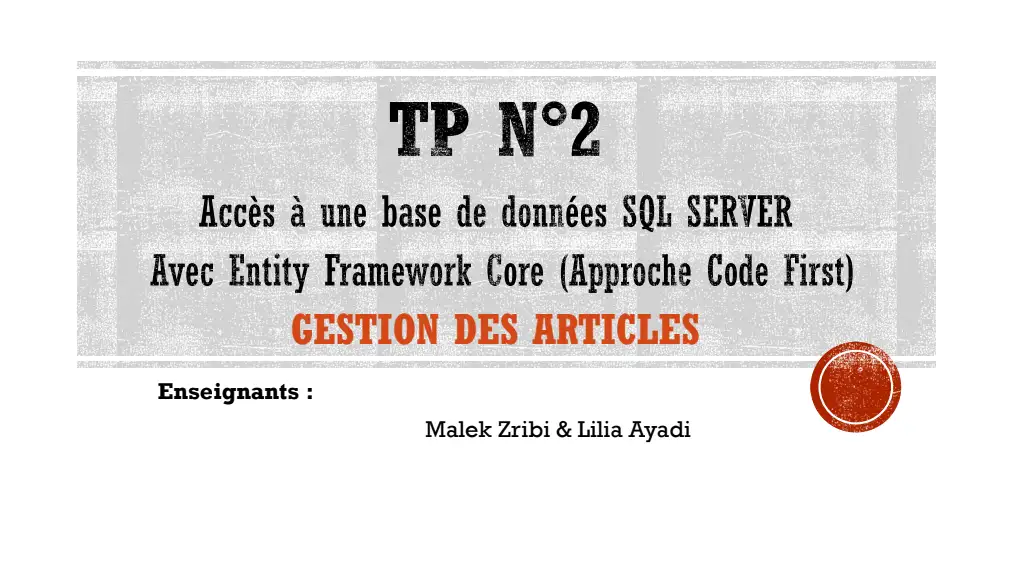 TP N°2
Accès à une base de données SQL SERVER
Avec Entity Framework Core (Approche Code First)
GESTION DES ARTICLES
Enseignants :
Malek Zribi & Lilia Ayadi